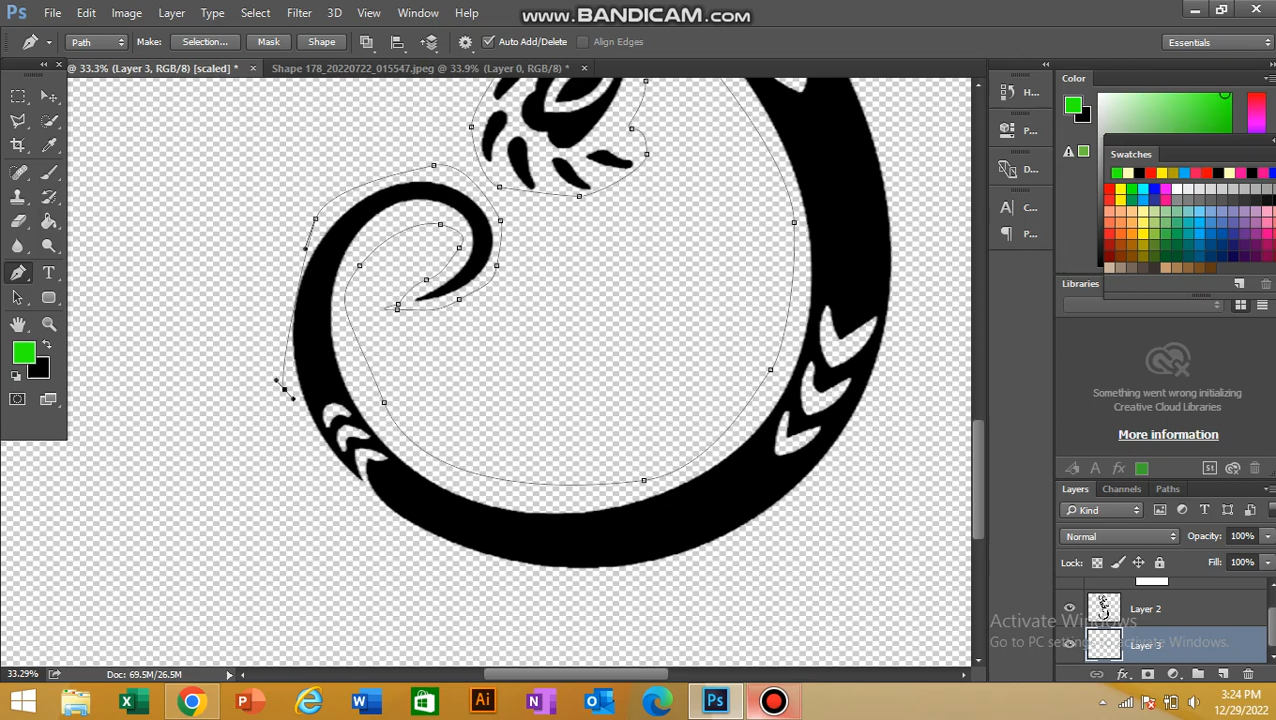 www.BANDICAM.com
Ps File Edit Image Layer Type Select Filter 3D View Window Help
Path Make: Selection... Mask Shape Auto Add/Delete Align Edges Essentials
@ 33.3% (Layer 3, RGB/8) [scaled] * × Shape 178_20220722_015547.jpeg @ 33.9% (Layer 0, RGB/8) * ×
Color
H...
P...
D...
C...
P...
Swatches
Libraries
Something went wrong initializing
Creative Cloud Libraries
More information
Layers Channels Paths
Kind
Normal Opacity: 100%
Lock: Fill: 100%
Layer 2
Layer 3
Activate Windows
Go to PC settings to activate Windows.
33.29% Doc: 69.5M/26.5M
3:24 PM
12/29/2022